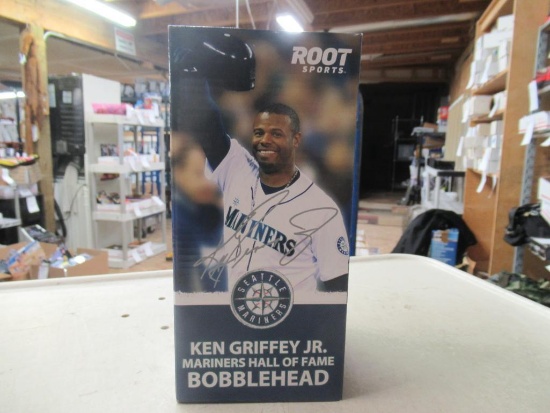 ROOT
SPORTS
MARINERS
SEATTLE
MARINERS
KEN GRIFFEY JR.
MARINERS HALL OF FAME
BOBBLEHEAD